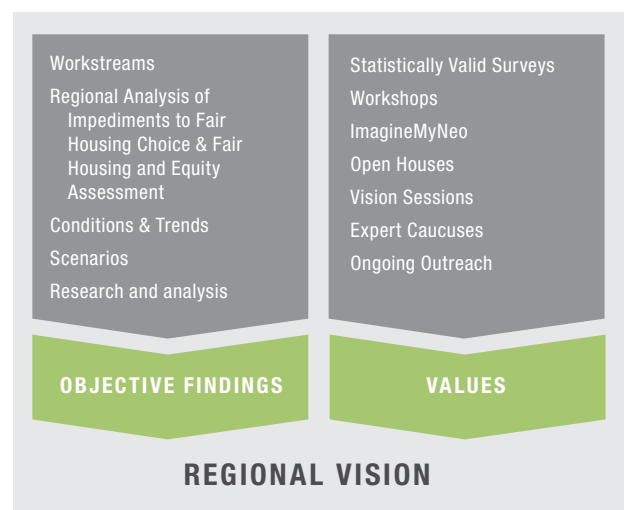 Workstreams
Regional Analysis of
Impediments to Fair
Housing Choice & Fair
Housing and Equity
Assessment
Conditions & Trends
Scenarios
Research and analysis
OBJECTIVE FINDINGS
Statistically Valid Surveys
Workshops
ImagineMyNeo
Open Houses
Vision Sessions
Expert Caucuses
Ongoing Outreach
VALUES
REGIONAL VISION